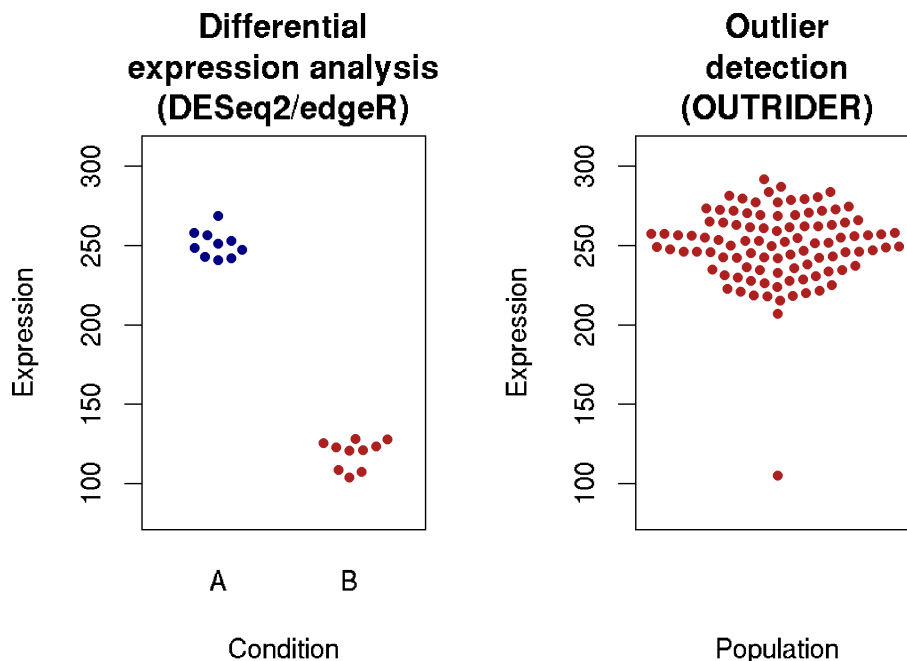 Differential
expression analysis
(DESeq2/edgeR)
Expression
300
250
200
150
100
A
B
Condition
Outlier
detection
(OUTRIDER)
Expression
300
250
200
150
100
Population